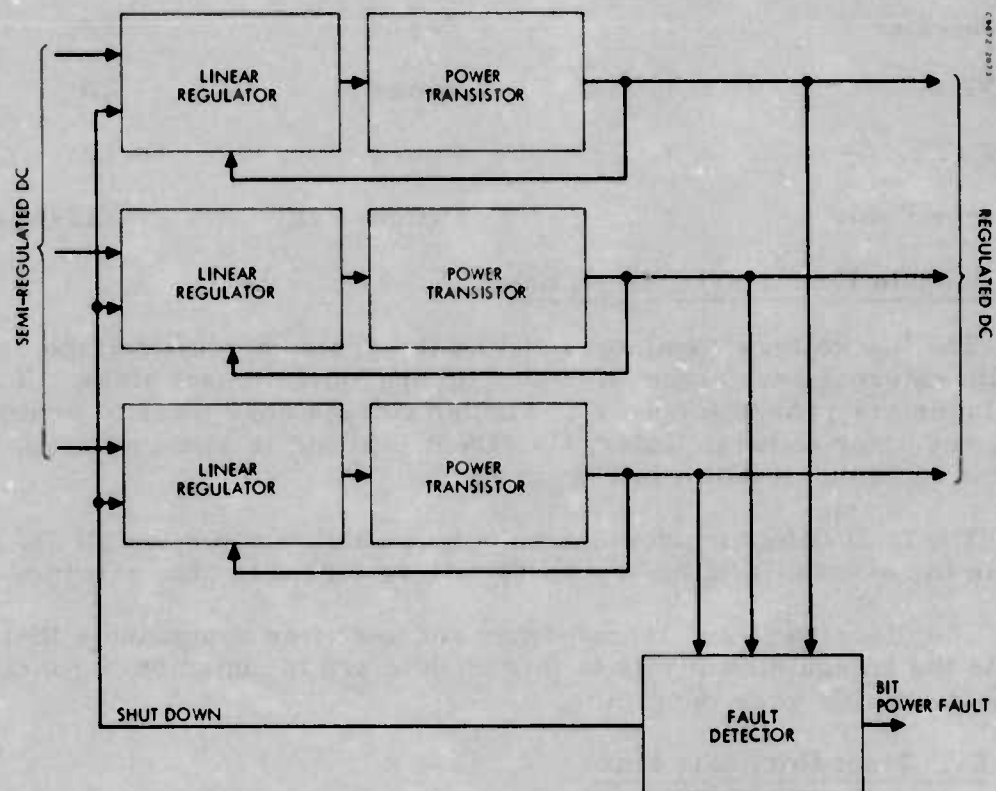 LINEAR
REGULATOR
POWER
TRANSISTOR
SEMI-REGULATED DC
LINEAR
REGULATOR
POWER
TRANSISTOR
REGULATED DC
LINEAR
REGULATOR
POWER
TRANSISTOR
SHUT DOWN
FAULT
DETECTOR
BIT
POWER FAULT